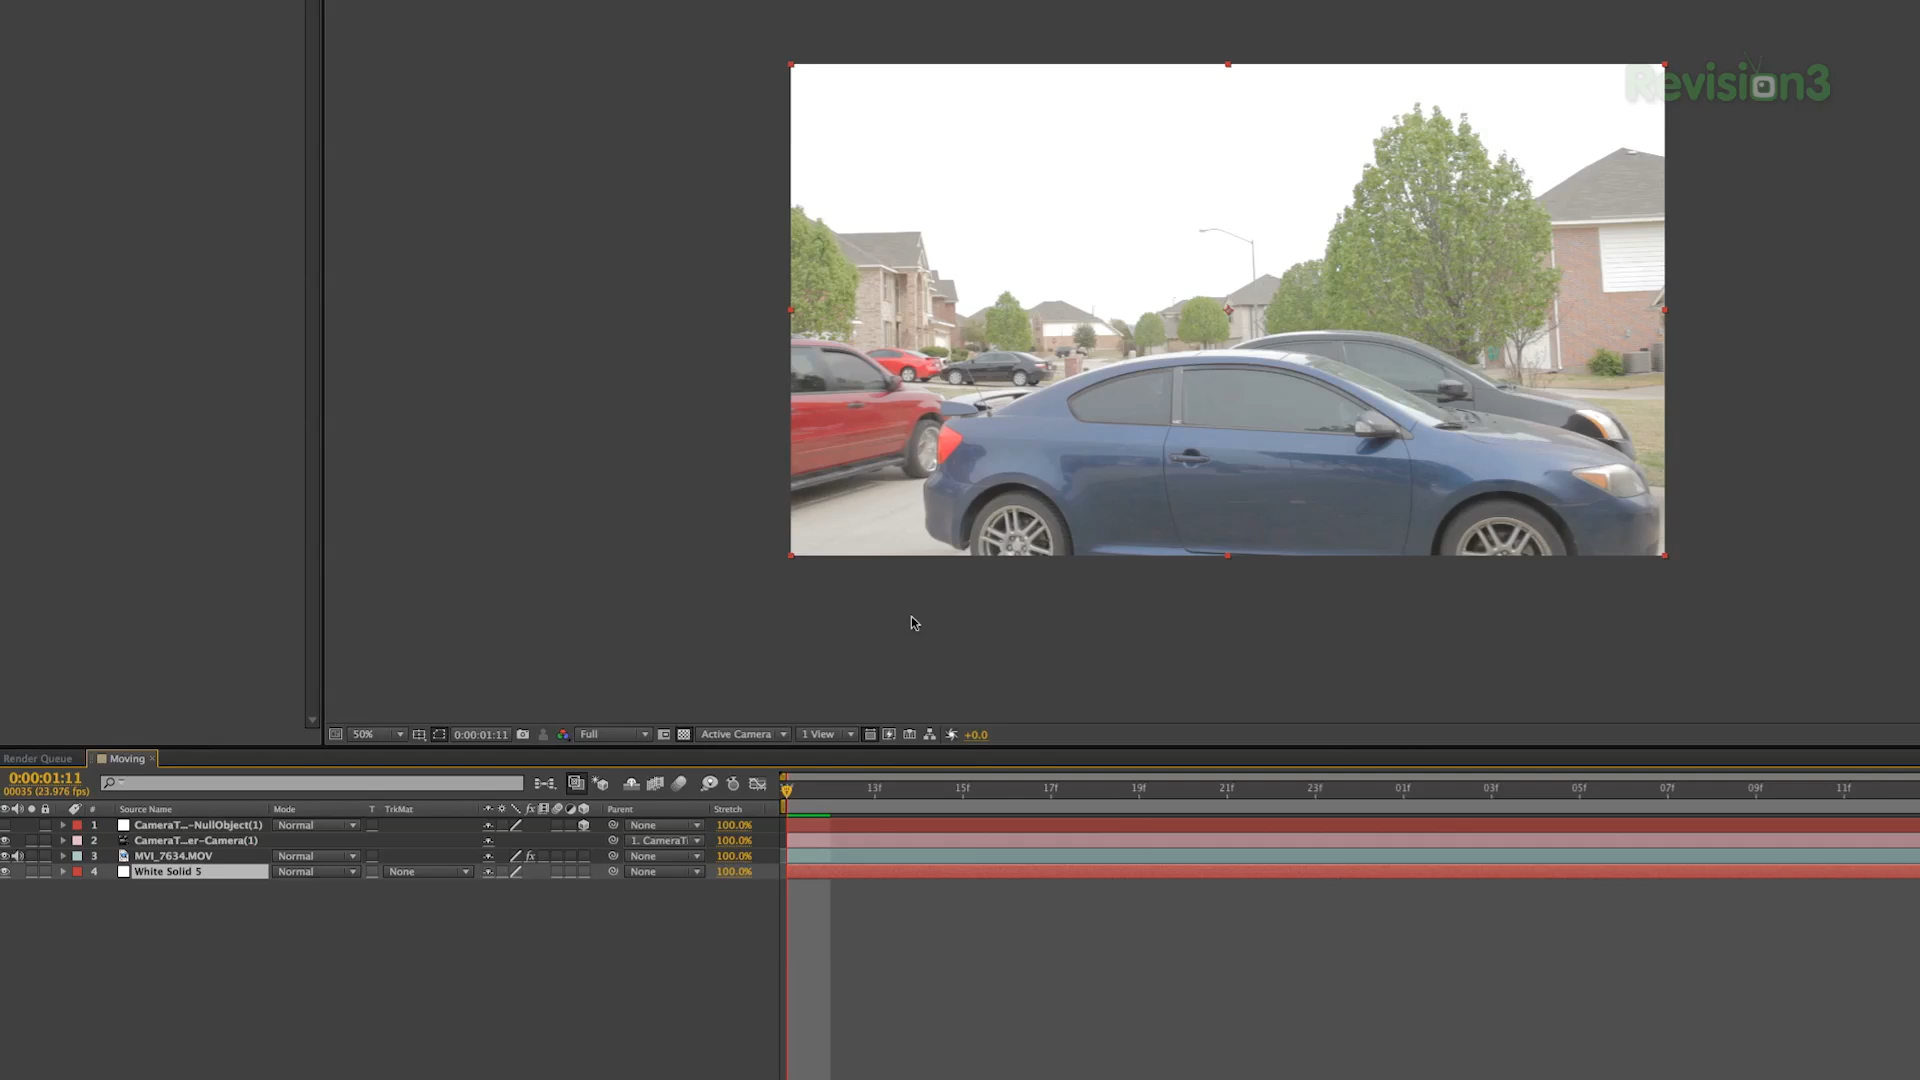 Revision3
50%
0:00:01:11
Full
Active Camera
1 View
+0.0
Render Queue
Moving
0:00:01:11
00035 (23.976 fps)
13f
15f
17f
19f
21f
23f
01f
03f
05f
07f
09f
11f
#
Source Name
Mode
T
TrkMat
fx
Parent
Stretch
1
CameraT...-NullObject(1)
Normal
None
100.0%
2
CameraT...er-Camera(1)
1. CameraT
100.0%
3
MVI_7634.MOV
Normal
fx
None
100.0%
4
White Solid 5
Normal
None
None
100.0%